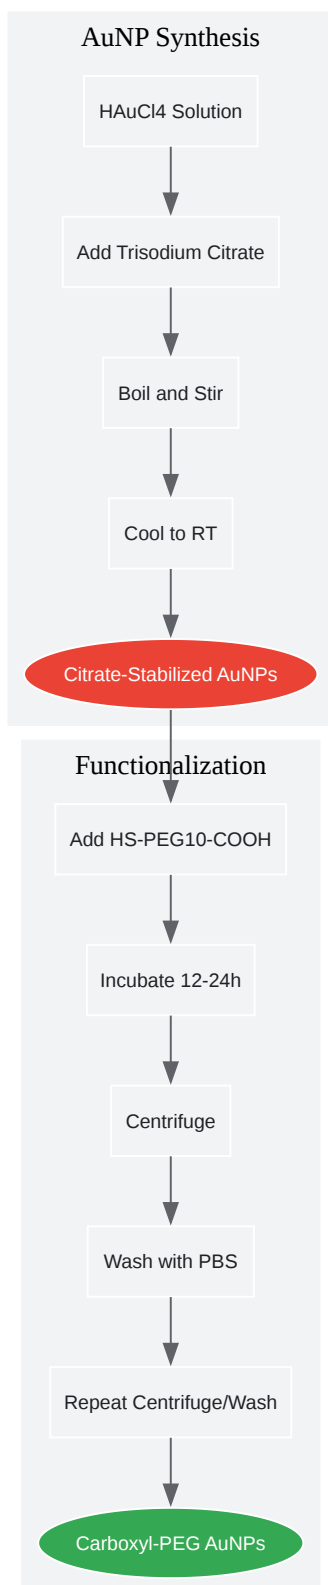 AuNP Synthesis
HAuCl4 Solution
Add Trisodium Citrate
Boil and Stir
Cool to RT
Citrate-Stabilized AuNPs
Functionalization
Add HS-PEG10-COOH
Incubate 12-24h
Centrifuge
Wash with PBS
Repeat Centrifuge/Wash
Carboxyl-PEG AuNPs